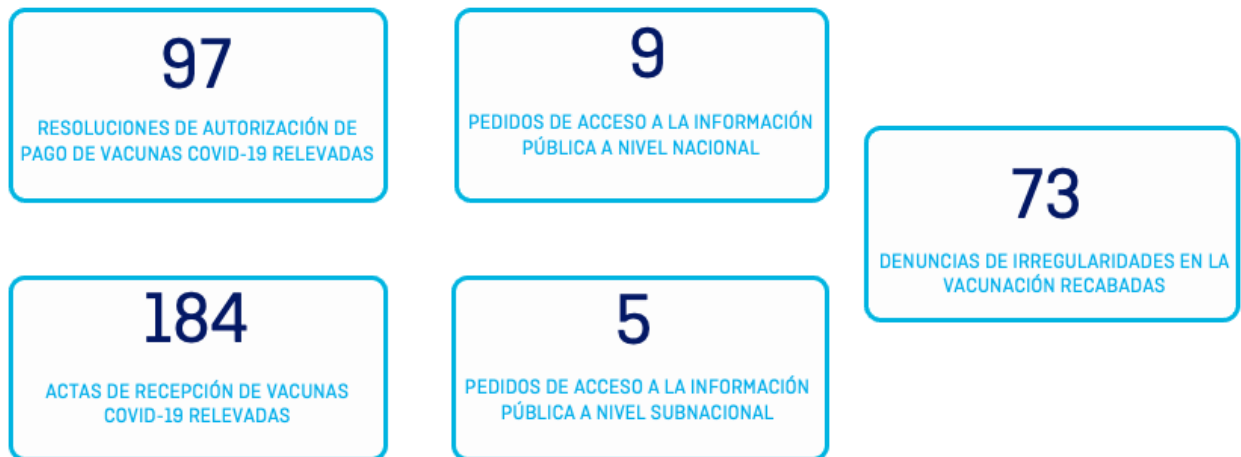 97
RESOLUCIONES DE AUTORIZACIÓN DE
PAGO DE VACUNAS COVID-19 RELEVADAS
9
PEDIDOS DE ACCESO A LA INFORMACIÓN
PÚBLICA A NIVEL NACIONAL
73
DENUNCIAS DE IRREGULARIDADES EN LA
VACUNACIÓN RECABADAS
184
ACTAS DE RECEPCIÓN DE VACUNAS
COVID-19 RELEVADAS
5
PEDIDOS DE ACCESO A LA INFORMACIÓN
PÚBLICA A NIVEL SUBNACIONAL